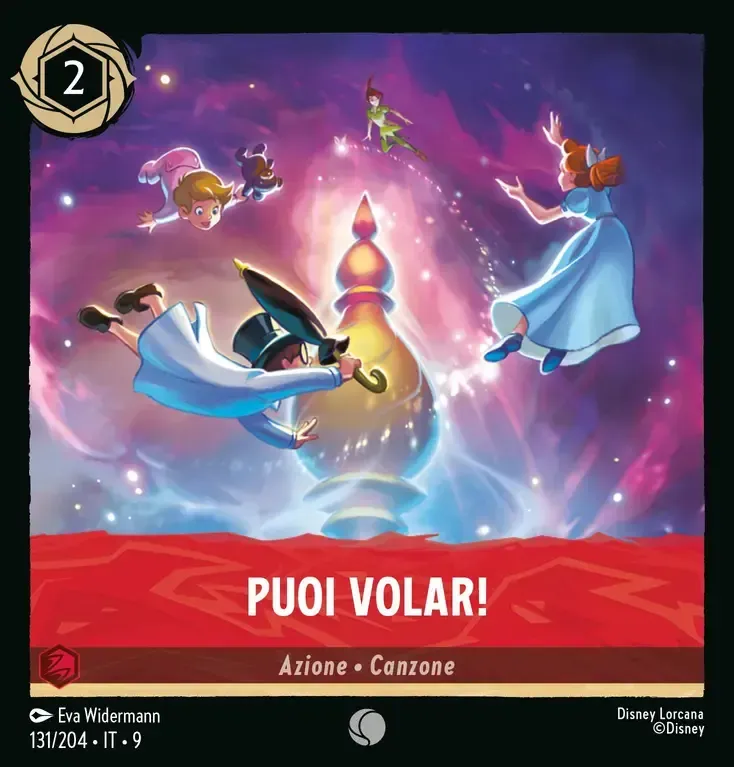 2
PUOI VOLAR!
Azione • Canzone
Eva Widermann
131/204 • IT • 9
Disney Lorcana
©Disney